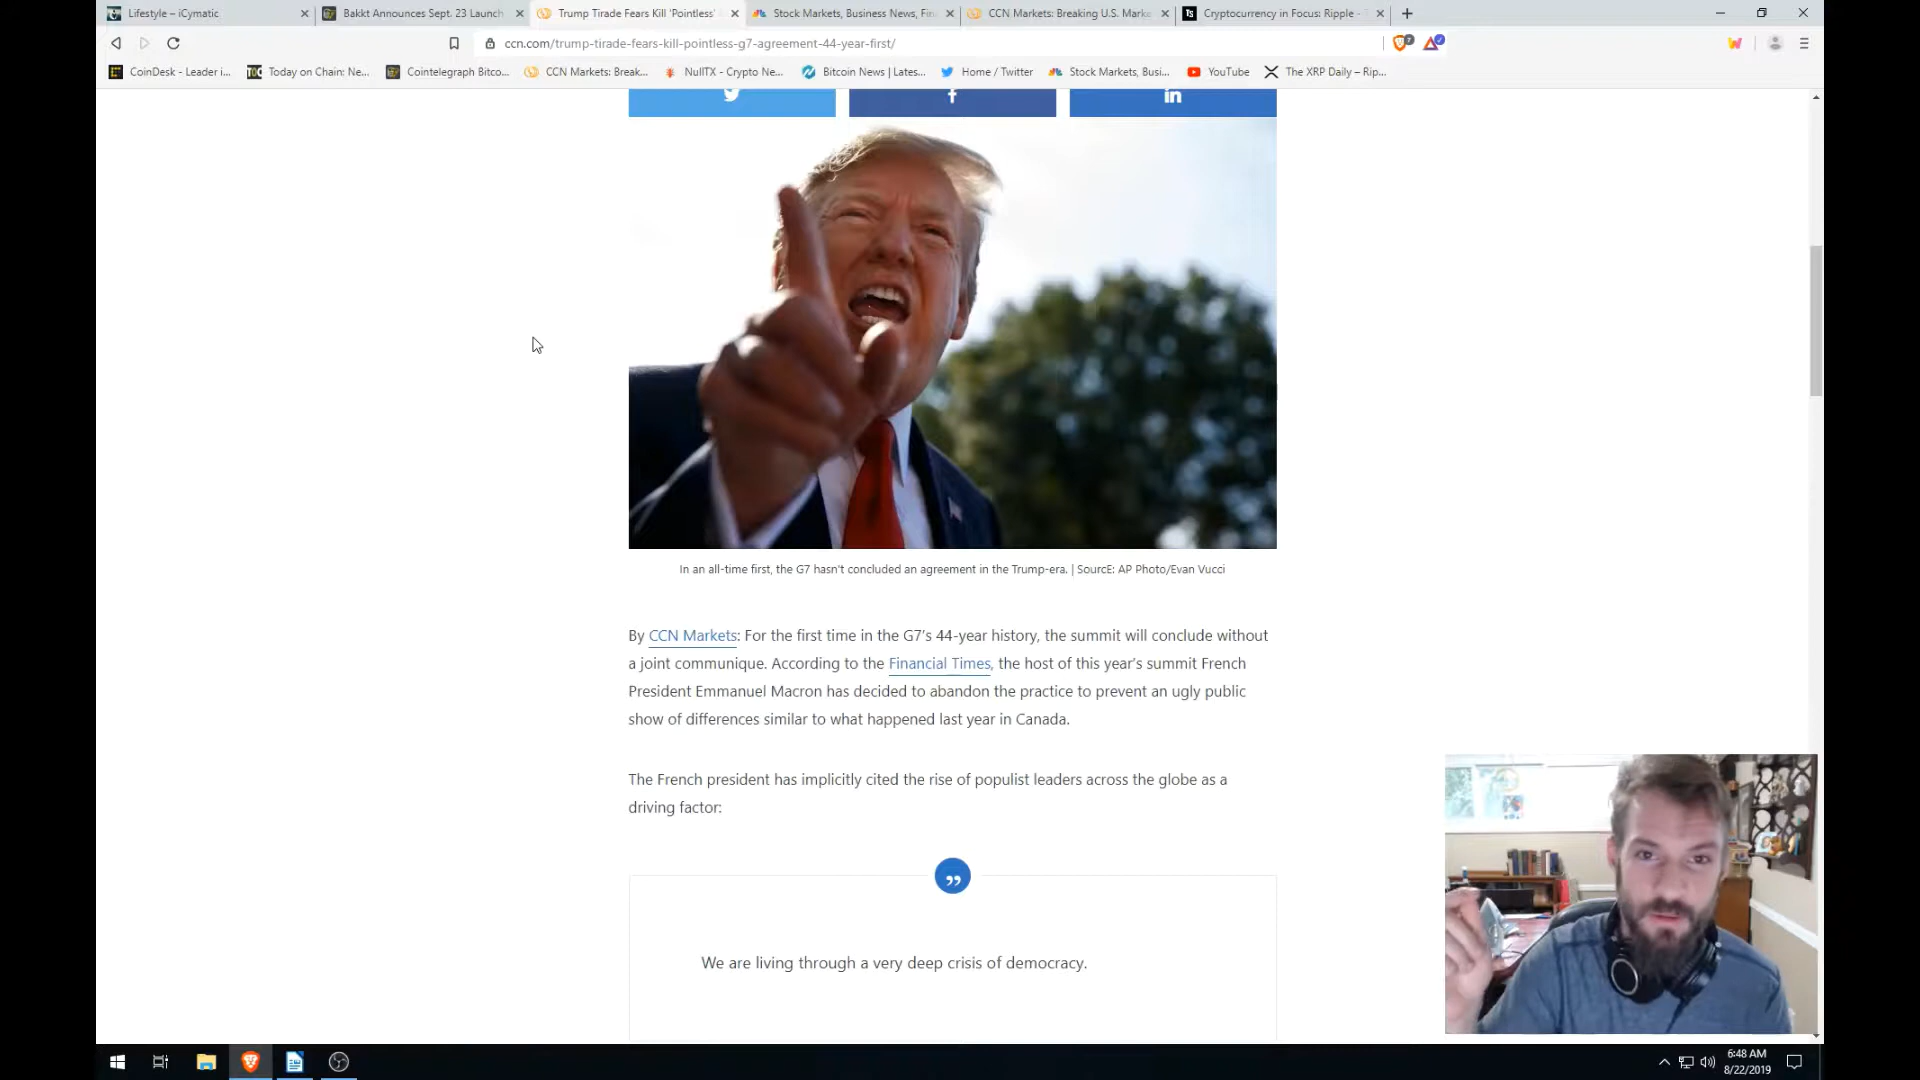 Lifestyle – iCymatic
Bakkt Announces Sept. 23 Launch
Trump Tirade Fears Kill 'Pointless'
Stock Markets, Business News, Fin
CCN Markets: Breaking U.S. Marke
Cryptocurrency in Focus: Ripple -
ccn.com/trump-tirade-fears-kill-pointless-g7-agreement-44-year-first/
CoinDesk - Leader i...
Today on Chain: Ne...
Cointelegraph Bitco...
CCN Markets: Break...
NullTX - Crypto Ne...
Bitcoin News | Lates...
Home / Twitter
Stock Markets, Busi...
YouTube
The XRP Daily – Rip...
In an all-time first, the G7 hasn't concluded an agreement in the Trump-era. | SourcE: AP Photo/Evan Vucci
By CCN Markets: For the first time in the G7's 44-year history, the summit will conclude without
a joint communique. According to the Financial Times, the host of this year's summit French
President Emmanuel Macron has decided to abandon the practice to prevent an ugly public
show of differences similar to what happened last year in Canada.
The French president has implicitly cited the rise of populist leaders across the globe as a
driving factor:
We are living through a very deep crisis of democracy.
6:48 AM
8/22/2019